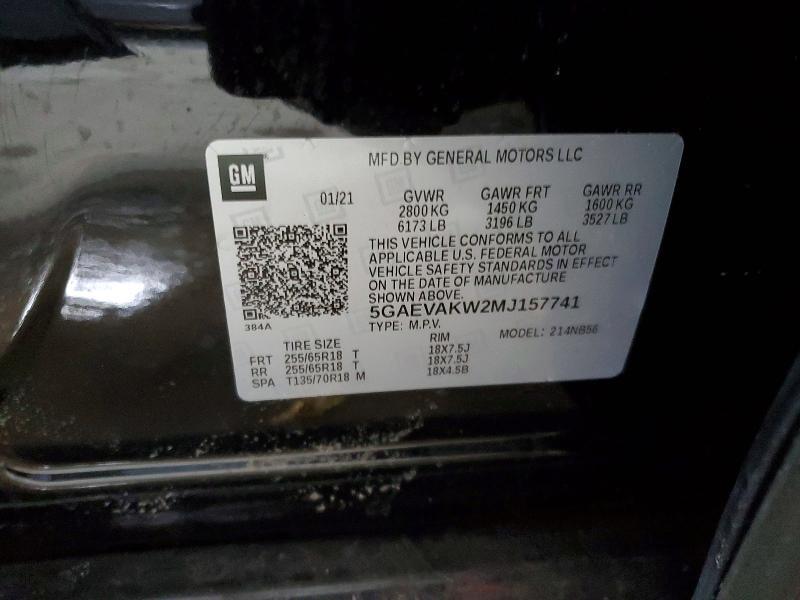 GM
MFD BY GENERAL MOTORS LLC
01/21 GVWR GAWR FRT GAWR RR
2800 KG 1450 KG 1600 KG
6173 LB 3196 LB 3527 LB
THIS VEHICLE CONFORMS TO ALL
APPLICABLE U.S. FEDERAL MOTOR
VEHICLE SAFETY STANDARDS IN EFFECT
ON THE DATE OF MANUFACTURE
SHOWN ABOVE.
5GAEVAKW2MJ157741
384A
TYPE: M.P.V. MODEL: 214NB56
TIRE SIZE RIM
FRT 255/65R18 T 18X7.5J
RR 255/65R18 T 18X7.5J
SPA T135/70R18 M 18X4.5B